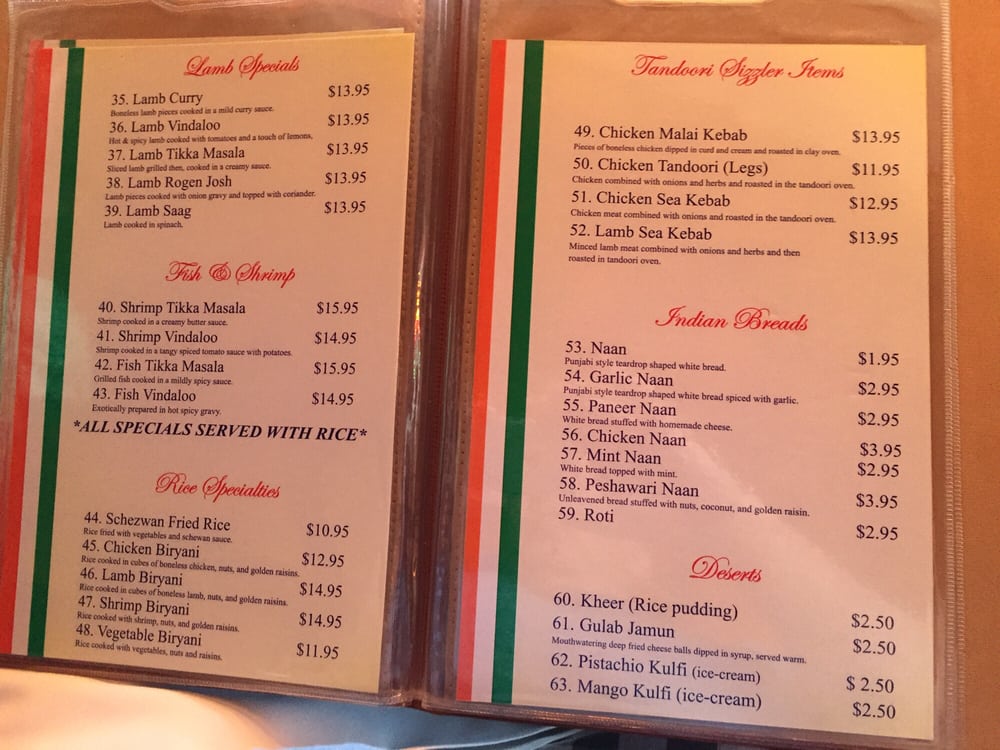 Lamb Specials
35. Lamb Curry $13.95
Boneless lamb pieces cooked in a mild curry sauce.
36. Lamb Vindaloo $13.95
Hot & spicy lamb cooked with tomatoes and a touch of lemons,
37. Lamb Tikka Masala $13.95
Sliced lamb grilled then, cooked in a creamy sauce.
38. Lamb Rogen Josh $13.95
Lamb pieces cooked with onion gravy and topped with coriander.
39. Lamb Saag $13.95
Lamb cooked in spinach.
Fish & Shrimp
40. Shrimp Tikka Masala $15.95
Shrimp cooked in a creamy butter sauce.
41. Shrimp Vindaloo $14.95
Shrimp cooked in a tangy spiced tomato sauce with potatoes.
42. Fish Tikka Masala $15.95
Grilled fish cooked in a mildly spicy sauce.
43. Fish Vindaloo $14.95
Exotically prepared in hot spicy gravy.
*ALL SPECIALS SERVED WITH RICE*
Rice Specialties
44. Schezwan Fried Rice $10.95
Rice fried with vegetables and schewan sauce.
45. Chicken Biryani $12.95
Rice cooked in cubes of boneless chicken, nuts, and golden raisins.
46. Lamb Biryani $14.95
Rice cooked in cubes of boneless lamb, nuts, and golden raisins.
47. Shrimp Biryani $14.95
Rice cooked with shrimp, nuts, and golden raisins.
48. Vegetable Biryani $11.95
Rice cooked with vegetables, nuts and raisins.
Tandoori Sizzler Items
49. Chicken Malai Kebab $13.95
Pieces of boneless chicken dipped in curd and cream and roasted in clay oven.
50. Chicken Tandoori (Legs) $11.95
Chicken combined with onions and herbs and roasted in the tandoori oven.
51. Chicken Sea Kebab $12.95
Chicken meat combined with onions and roasted in the tandoori oven.
52. Lamb Sea Kebab $13.95
Minced lamb meat combined with onions and herbs and then
roasted in tandoori oven.
Indian Breads
53. Naan $1.95
Punjabi style teardrop shaped white bread.
54. Garlic Naan $2.95
Punjabi style teardrop shaped white bread spiced with garlic.
55. Paneer Naan $2.95
White bread stuffed with homemade cheese.
56. Chicken Naan $3.95
57. Mint Naan $2.95
White bread topped with mint.
58. Peshawari Naan $3.95
Unleavened bread stuffed with nuts, coconut, and golden raisin.
59. Roti $2.95
Deserts
60. Kheer (Rice pudding) $2.50
61. Gulab Jamun $2.50
Mouthwatering deep fried cheese balls dipped in syrup, served warm.
62. Pistachio Kulfi (ice-cream) $ 2.50
63. Mango Kulfi (ice-cream) $2.50